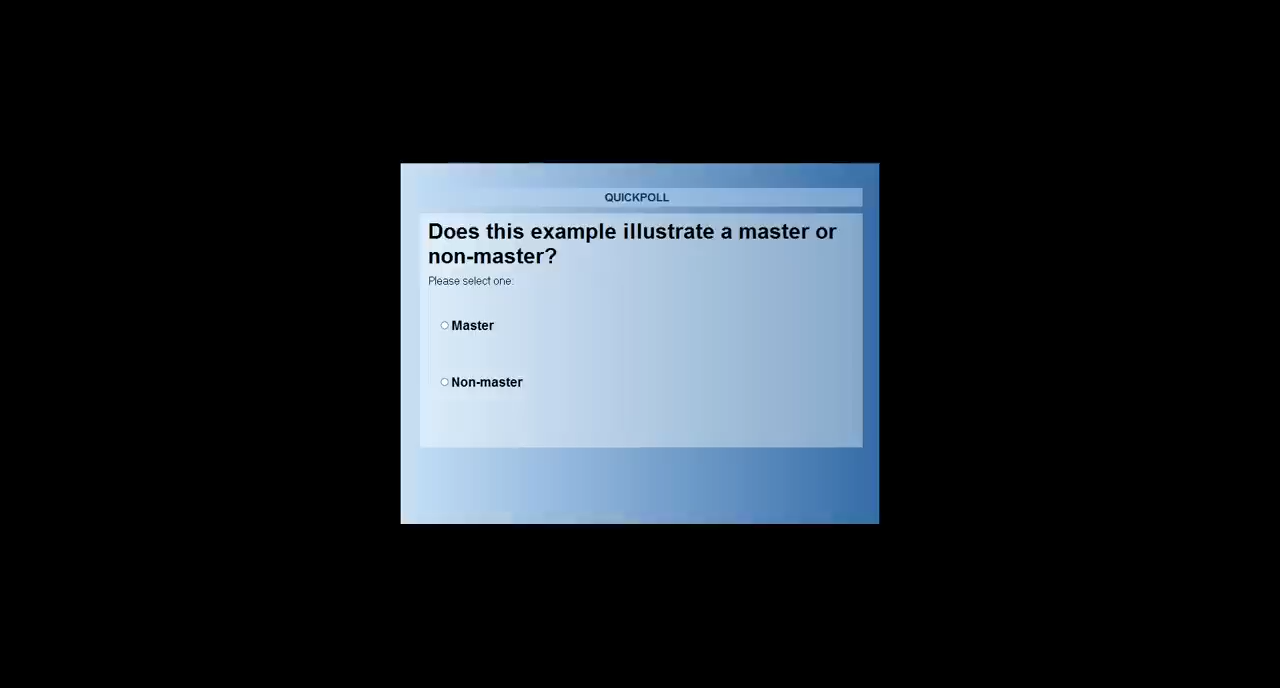 QUICKPOLL
Does this example illustrate a master or
non-master?
Please select one:
Master
Non-master